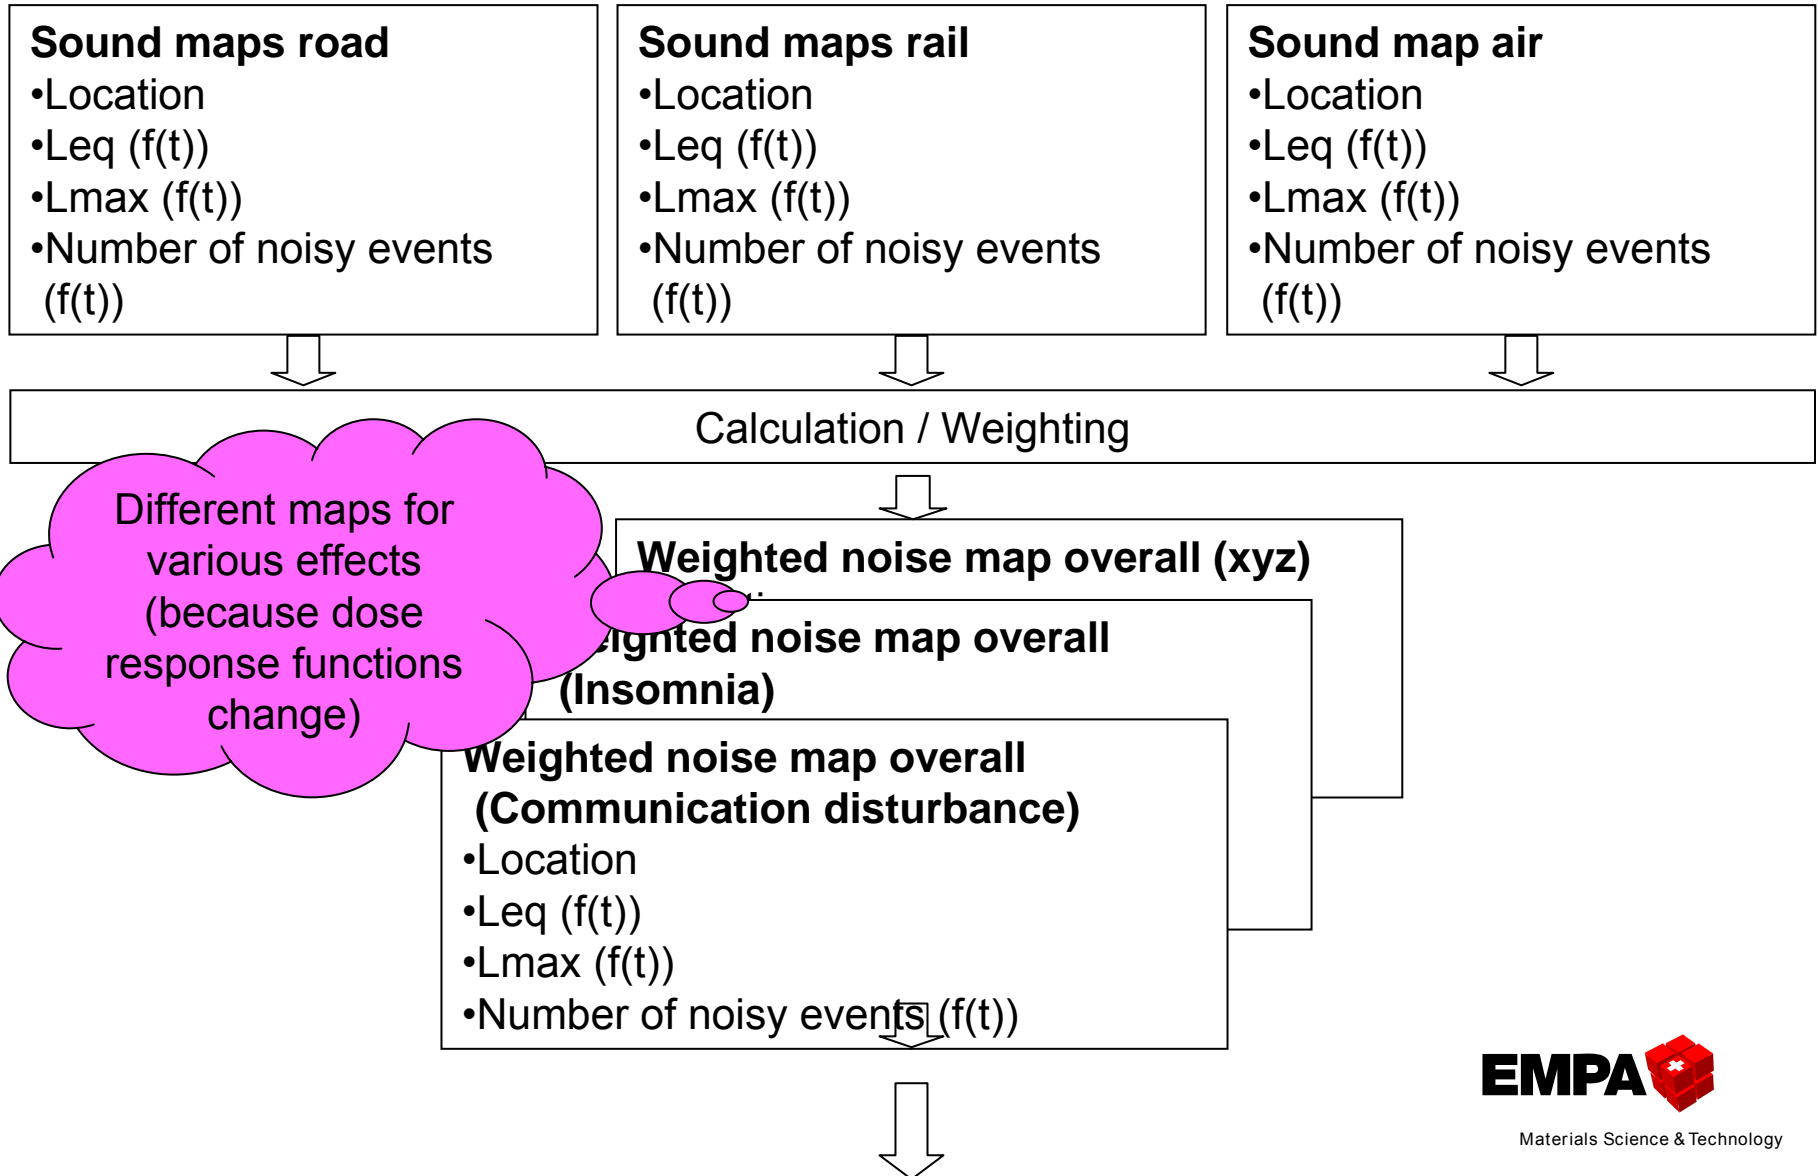 Sound maps road
•Location
•Leq (f(t))
•Lmax (f(t))
•Number of noisy events
(f(t))
Sound maps rail
•Location
•Leq (f(t))
•Lmax (f(t))
•Number of noisy events
(f(t))
Sound map air
•Location
•Leq (f(t))
•Lmax (f(t))
•Number of noisy events
(f(t))
Calculation / Weighting
Different maps for
various effects
(because dose
response functions
change)
Weighted noise map overall (xyz)
noise map overall
(Insomnia)
Weighted noise map overall
(Communication disturbance)
•Location
•Leq (f(t))
•Lmax (f(t))
•Number of noisy events (f(t))
EMPA
Materials Science & Technology